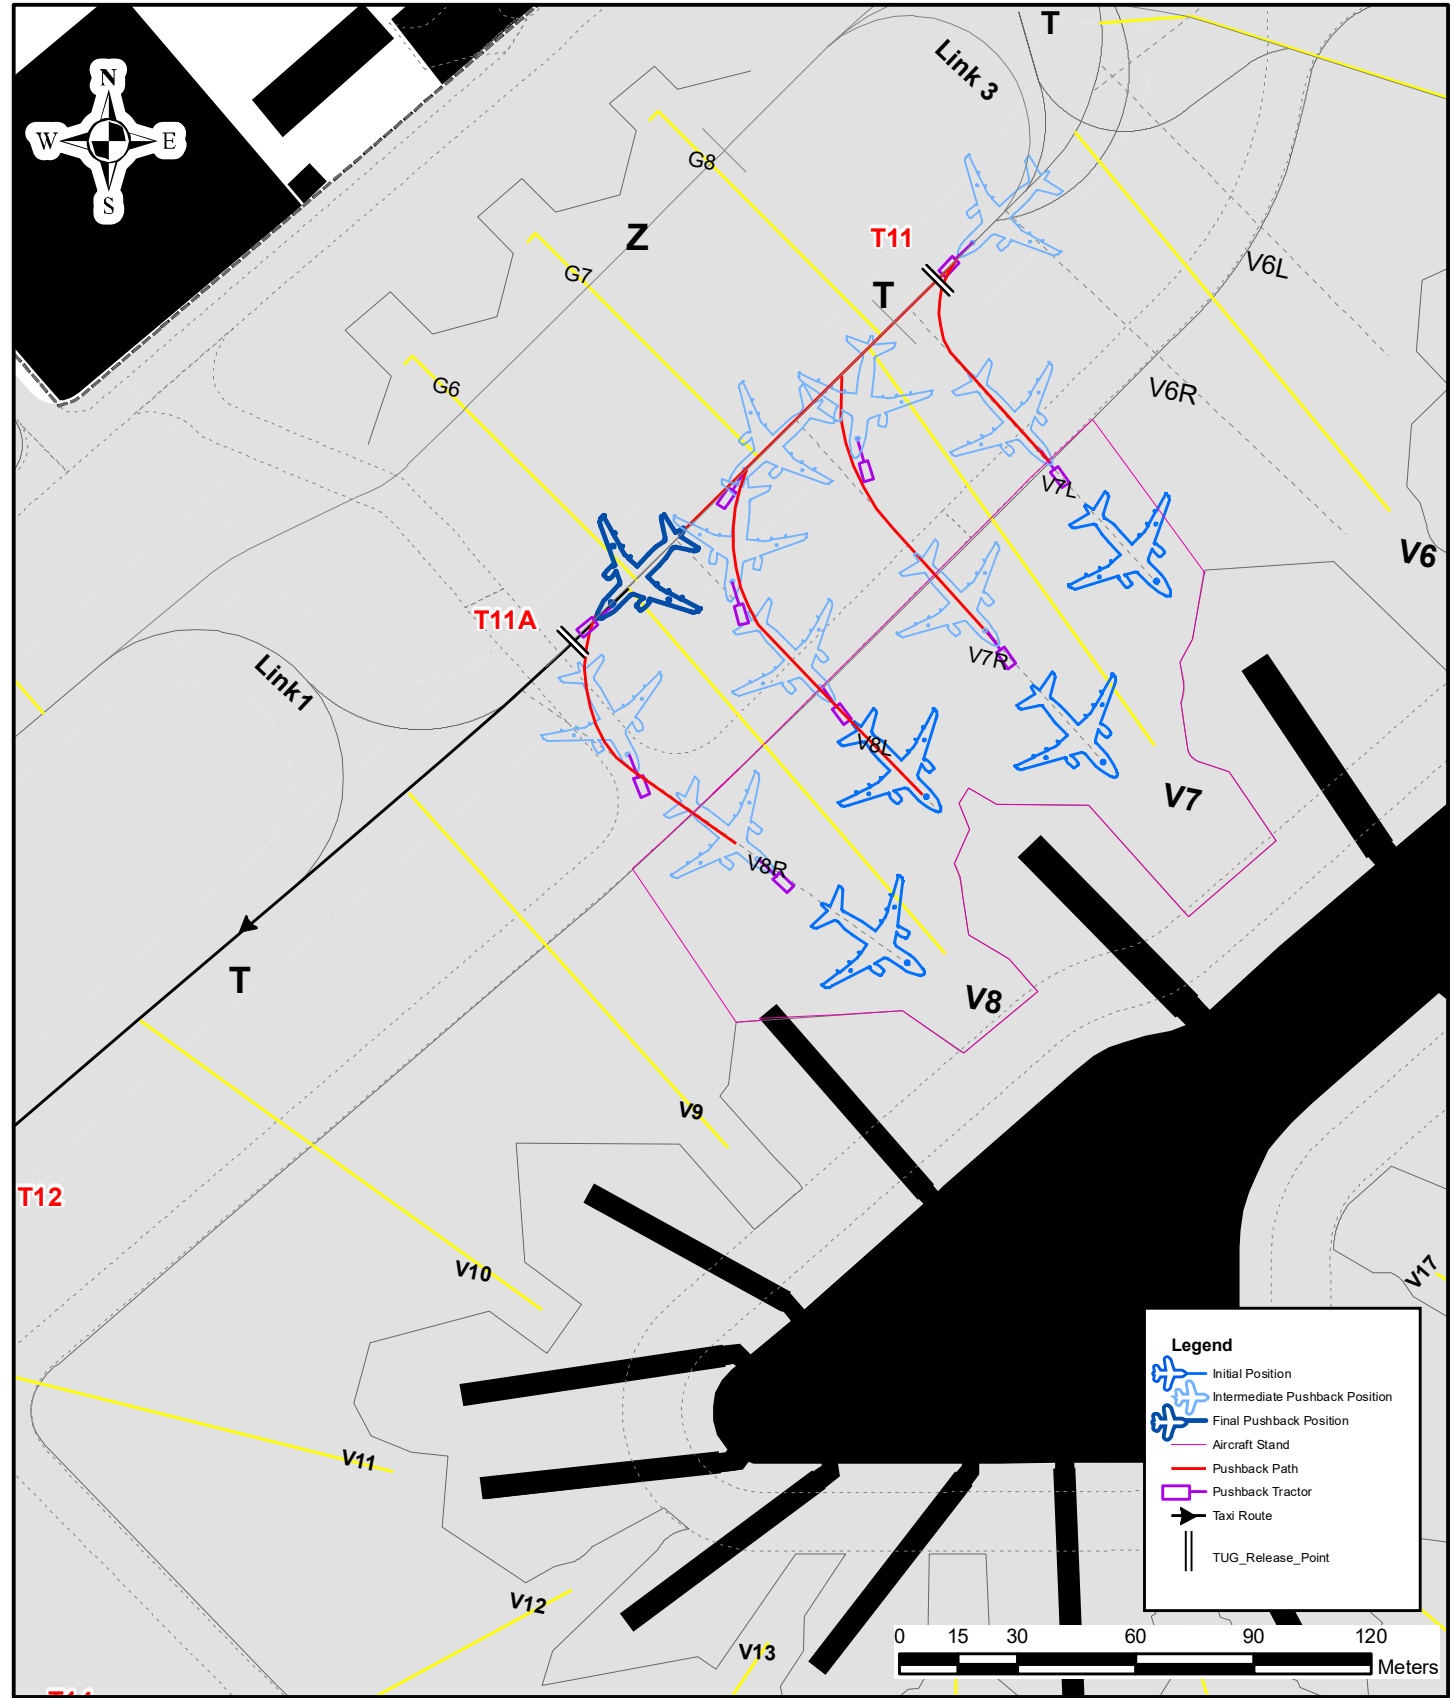 N
W E
S
T
Link 3
G8
Z
T11
V6L
G7
T
G6
V6R
V7L
V6
T11A
Link1
V7R
V8L
V7
V8R
T
V8
V9
T12
V10
V17
V11
V12
V13
Legend
Initial Position
Intermediate Pushback Position
Final Pushback Position
Aircraft Stand
Pushback Path
Pushback Tractor
Taxi Route
TUG_Release_Point
0 15 30 60 90 120
Meters